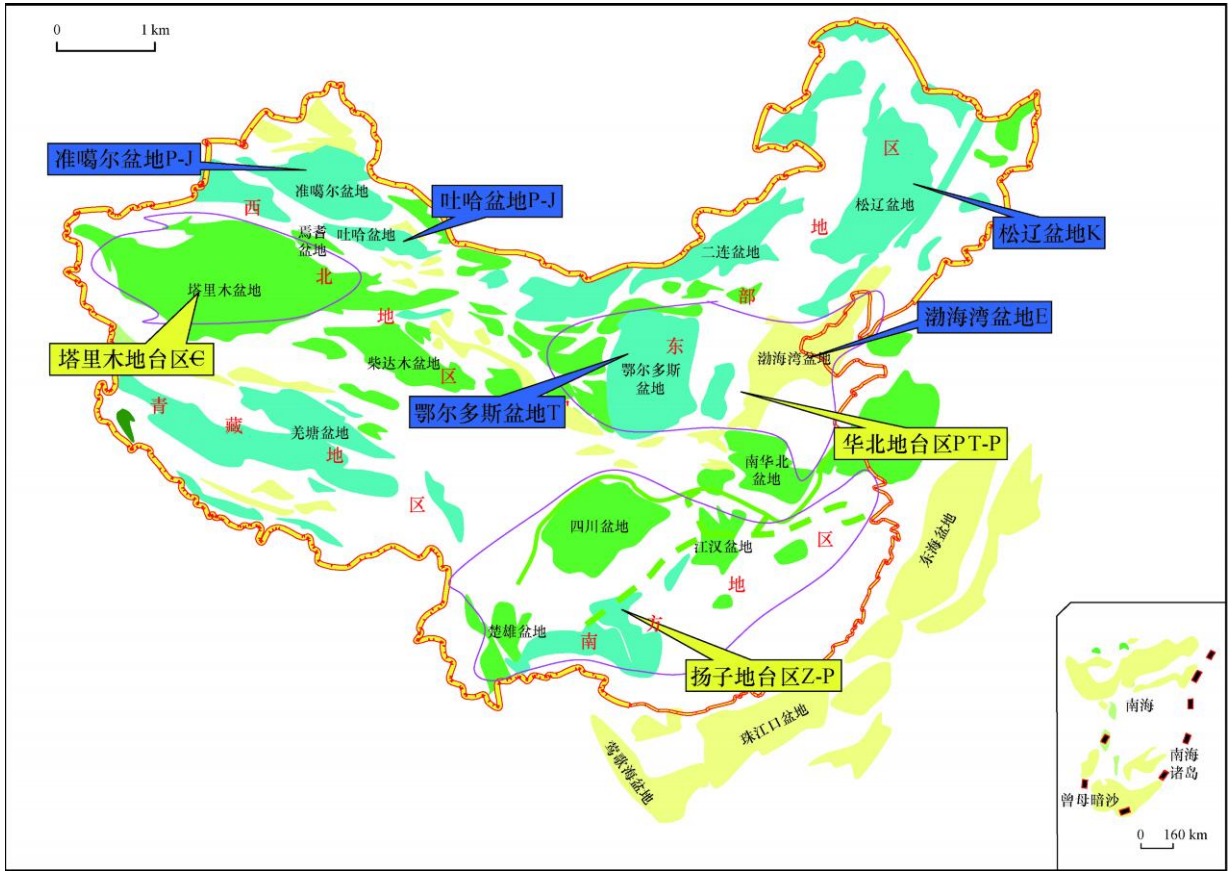 0 1 km
准噶尔盆地P-J
准噶尔盆地
区
吐哈盆地P-J
西
松辽盆地
焉耆
盆地
吐哈盆地
地
松辽盆地K
二连盆地
塔里木盆地
北
部
渤海湾盆地E
地
塔里木地台区Є
东
渤海湾盆地
柴达木盆地
区
鄂尔多斯
盆地
鄂尔多斯盆地T
青
藏
羌塘盆地
地
华北地台区PT-P
南华北
盆地
区
四川盆地
江汉盆地
区
东海盆地
地
楚雄盆地
南
方
扬子地台区Z-P
珠江口盆地
莺歌海盆地
南海
南海
诸岛
曾母暗沙
0 160 km